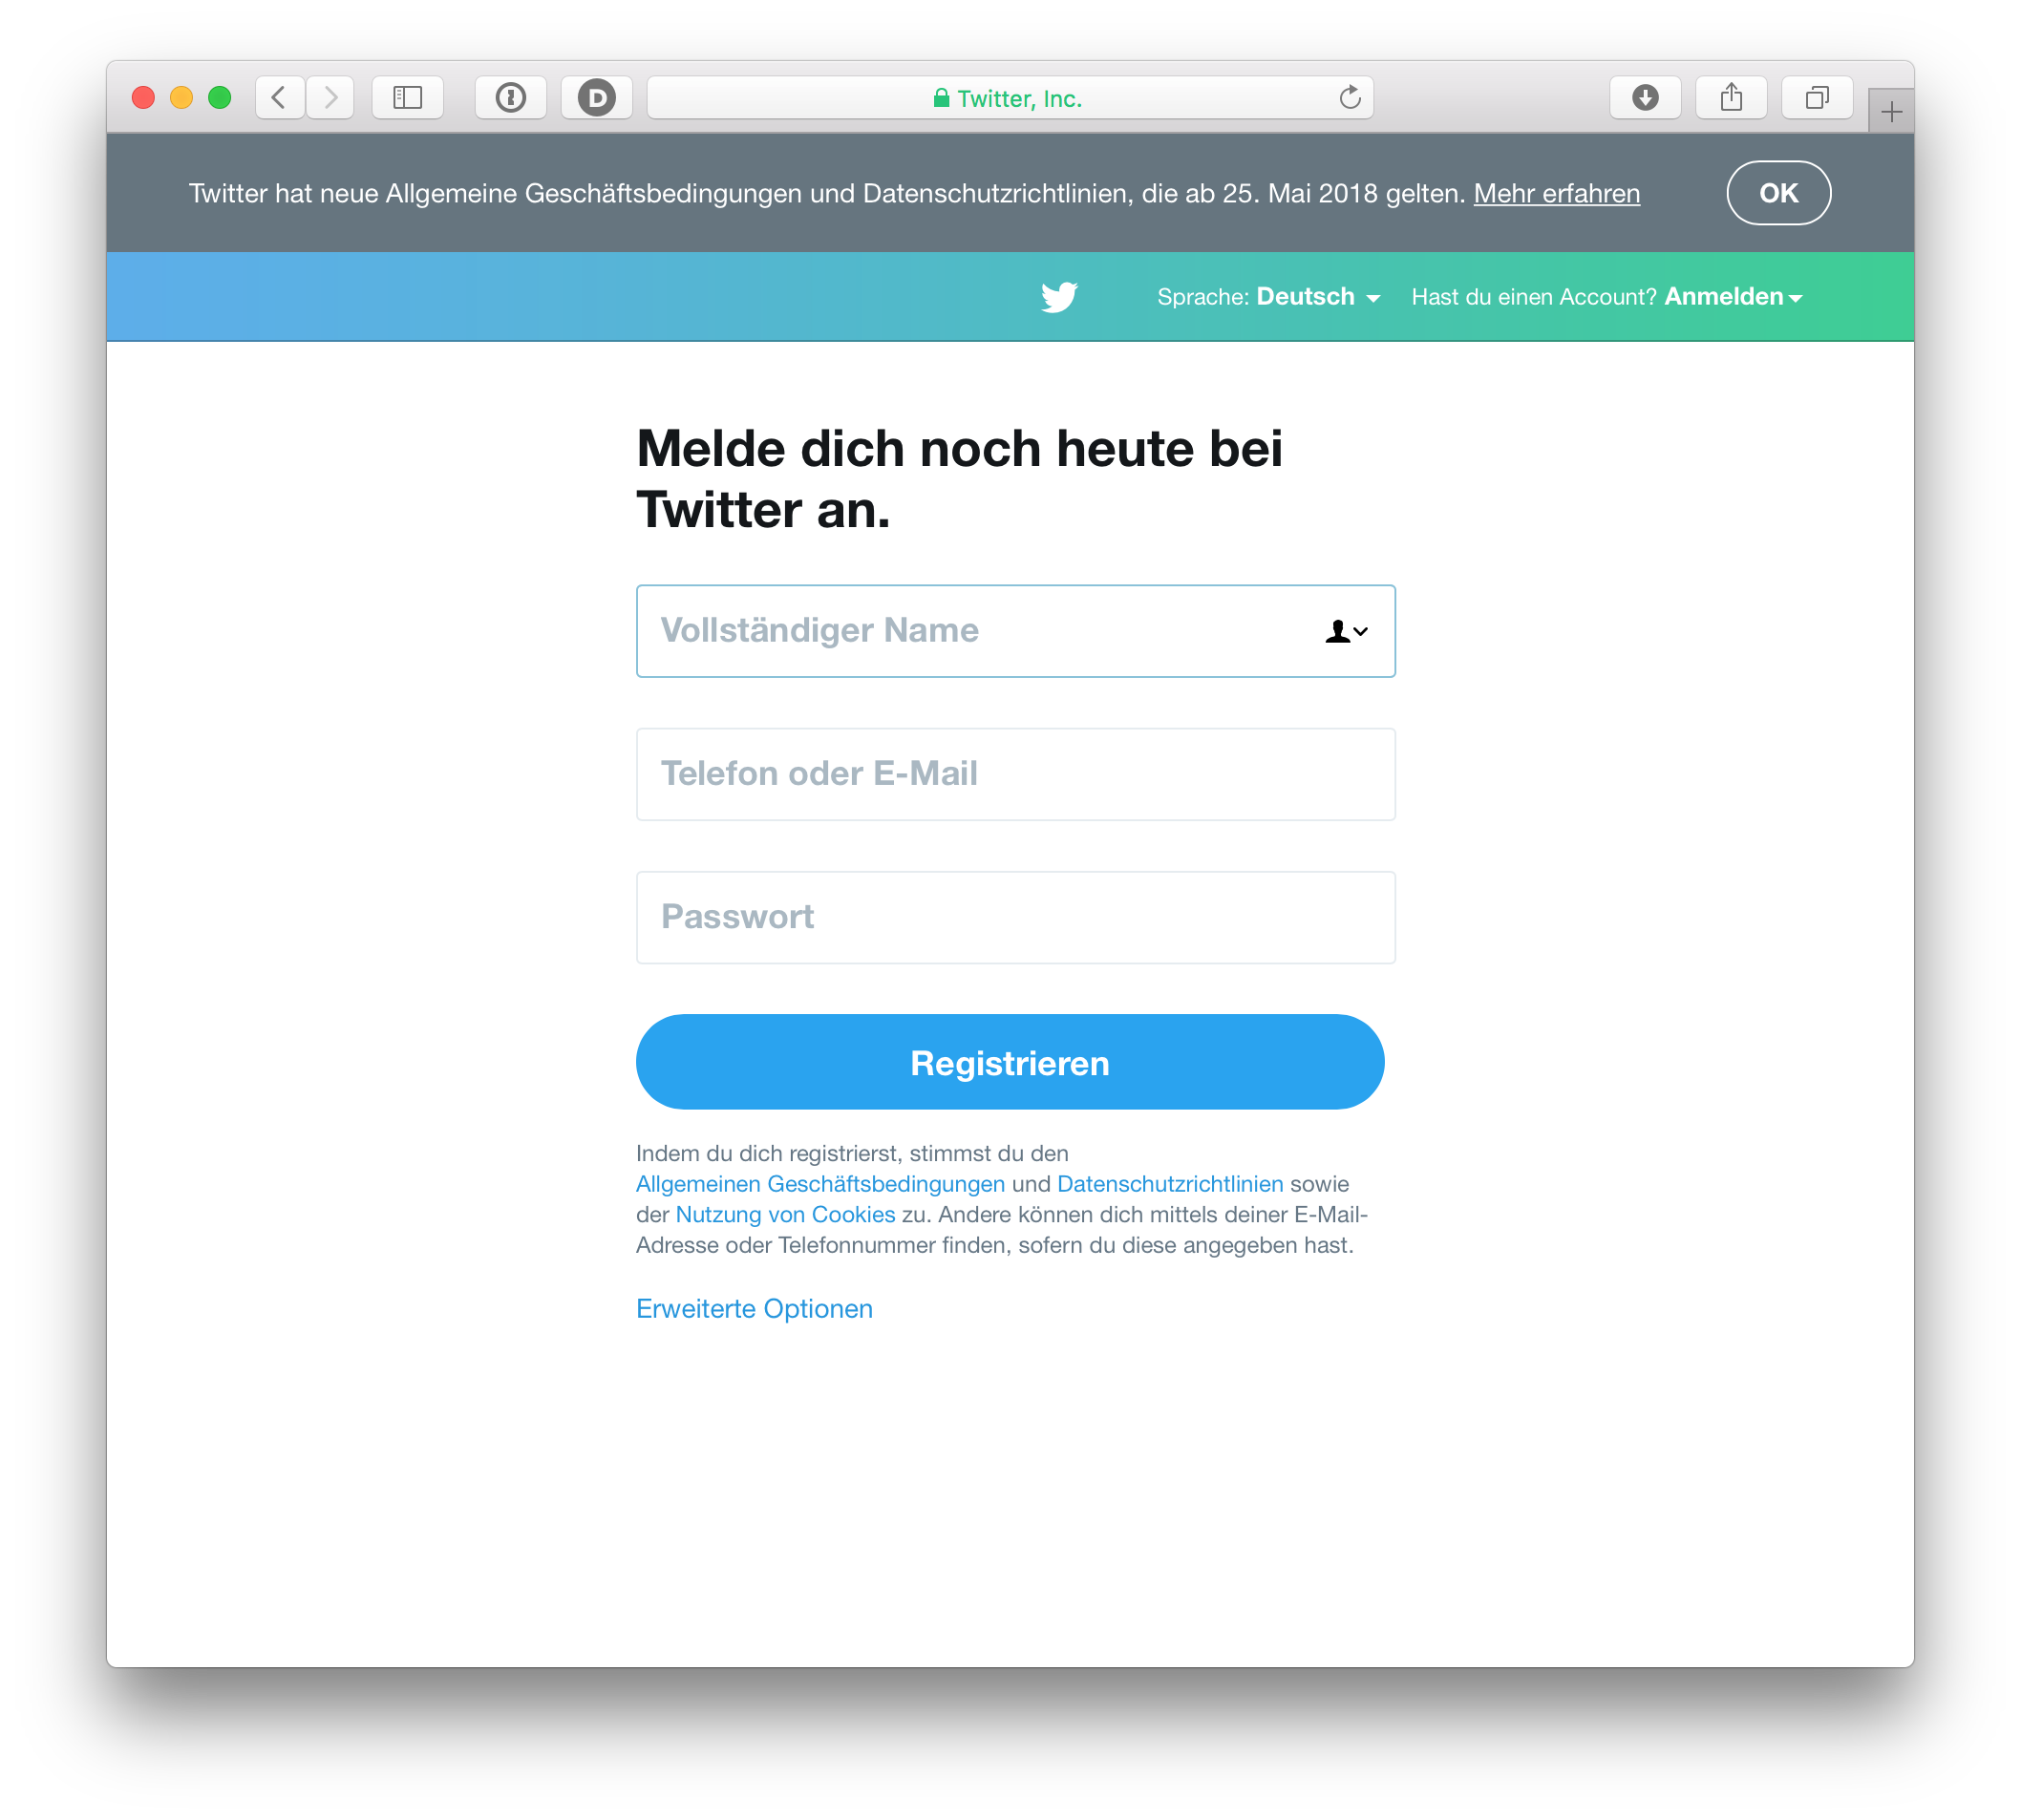 Twitter, Inc.
Twitter hat neue Allgemeine Geschäftsbedingungen und Datenschutzrichtlinien, die ab 25. Mai 2018 gelten. Mehr erfahren
OK
Sprache: Deutsch
Hast du einen Account? Anmelden
Melde dich noch heute bei
Twitter an.
Vollständiger Name
Telefon oder E-Mail
Passwort
Registrieren
Indem du dich registrierst, stimmst du den
Allgemeinen Geschäftsbedingungen und Datenschutzrichtlinien sowie
der Nutzung von Cookies zu. Andere können dich mittels deiner E-Mail-
Adresse oder Telefonnummer finden, sofern du diese angegeben hast.
Erweiterte Optionen